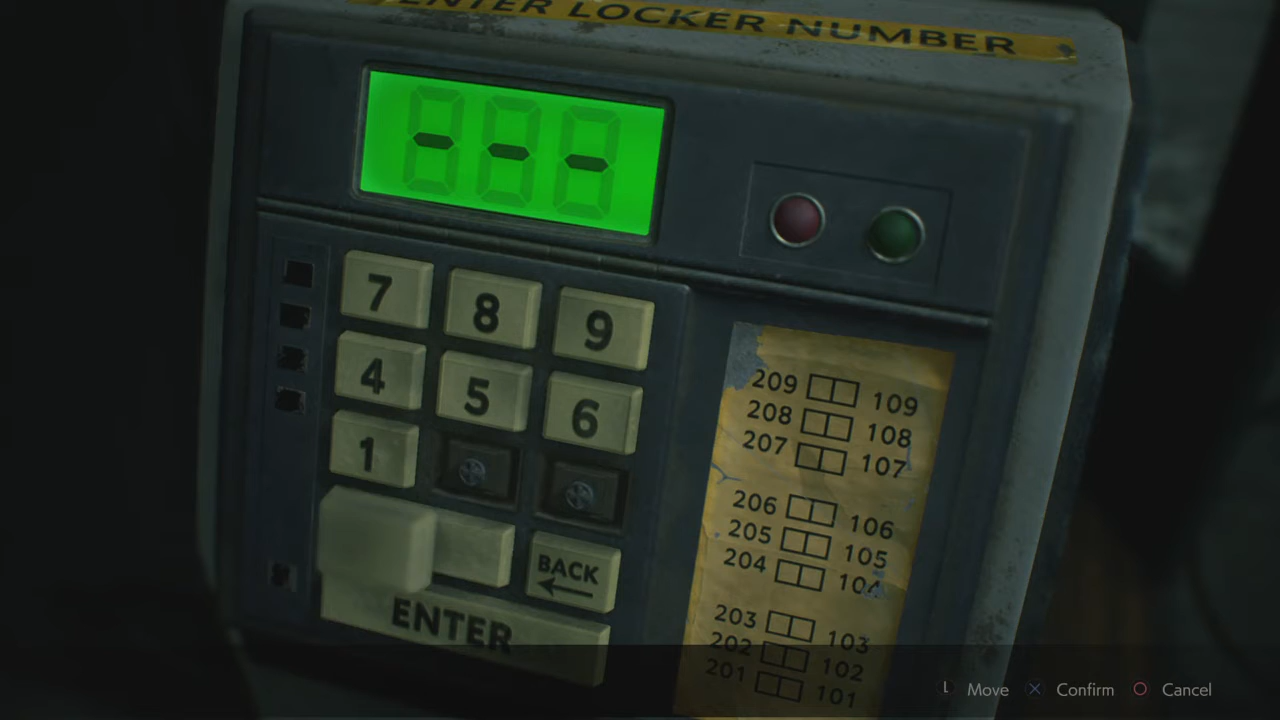 ENTER LOCKER NUMBER
---
7 8 9
4 5 6
1
BACK
ENTER
209 109
208 108
207 107
206 106
205 105
204 104
203 103
202 102
201 101
L Move Confirm Cancel